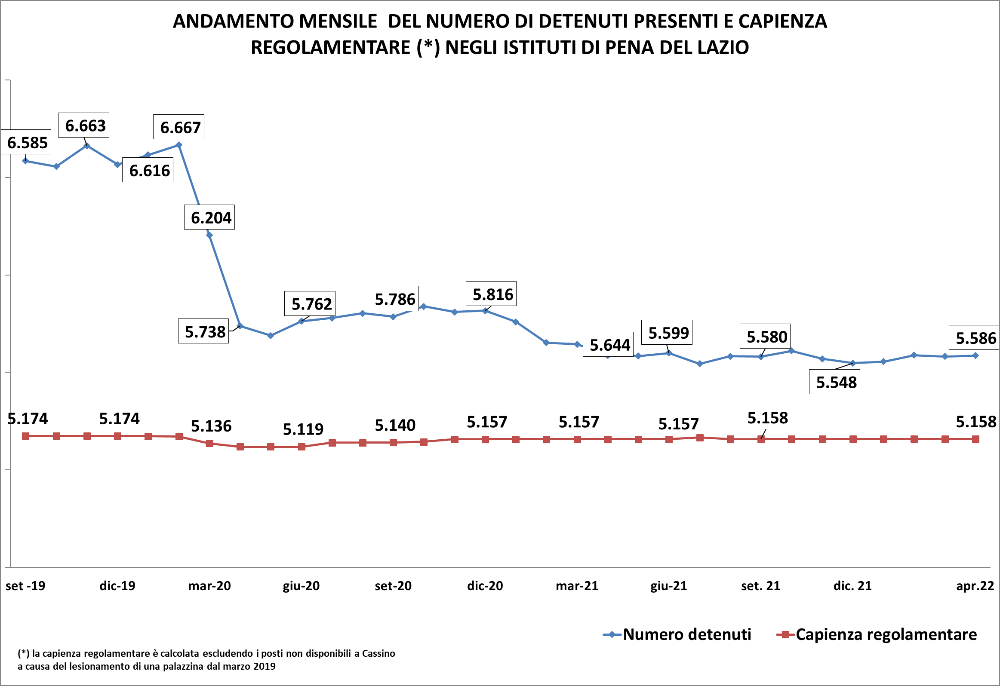 ANDAMENTO MENSILE  DEL NUMERO DI DETENUTI PRESENTI E CAPIENZA
REGOLAMENTARE (*) NEGLI ISTITUTI DI PENA DEL LAZIO
6.585
6.663
6.616
6.667
6.204
5.738
5.762
5.786
5.816
5.644
5.599
5.580
5.548
5.586
5.174
5.174
5.136
5.119
5.140
5.157
5.157
5.157
5.158
5.158
set -19
dic-19
mar-20
giu-20
set-20
dic-20
mar-21
giu-21
set. 21
dic. 21
apr.22
Numero detenuti
Capienza regolamentare
(*) la capienza regolamentare è calcolata escludendo i posti non disponibili a Cassino
a causa del lesionamento di una palazzina dal marzo 2019